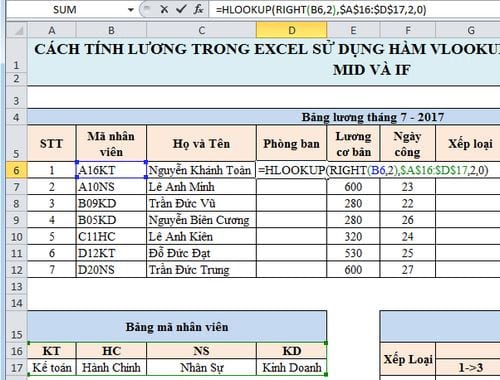 SUM fx =HLOOKUP(RIGHT(B6,2),$A$16:$D$17,2,0)
A B C D E F G
1 CÁCH TÍNH LƯƠNG TRONG EXCEL SỬ DỤNG HÀM VLOOKU
2 MID VÀ IF
3
4 Bảng lương tháng 7 - 2017
5 STT Mã nhân viên Họ và Tên Phòng ban Lương cơ bản Ngày công Xếp loại
6 1 A16KT Nguyễn Khánh Toàn =HLOOKUP(RIGHT(B6,2),$A$16:$D$17,2,0)
7 2 A10NS Lê Anh Minh 600 23
8 3 B09KD Trần Đức Vũ 280 22
9 4 B05KD Nguyễn Biên Cương 280 26
10 5 C11HC Lê Anh Kiên 320 24
11 6 D12KT Đỗ Đức Đạt 530 25
12 7 D20NS Trần Đức Trung 600 27
13
14
15 Bảng mã nhân viên
16 KT HC NS KD Xếp Loại
17 Kế toán Hành Chính Nhân Sự Kinh Doanh 1->3